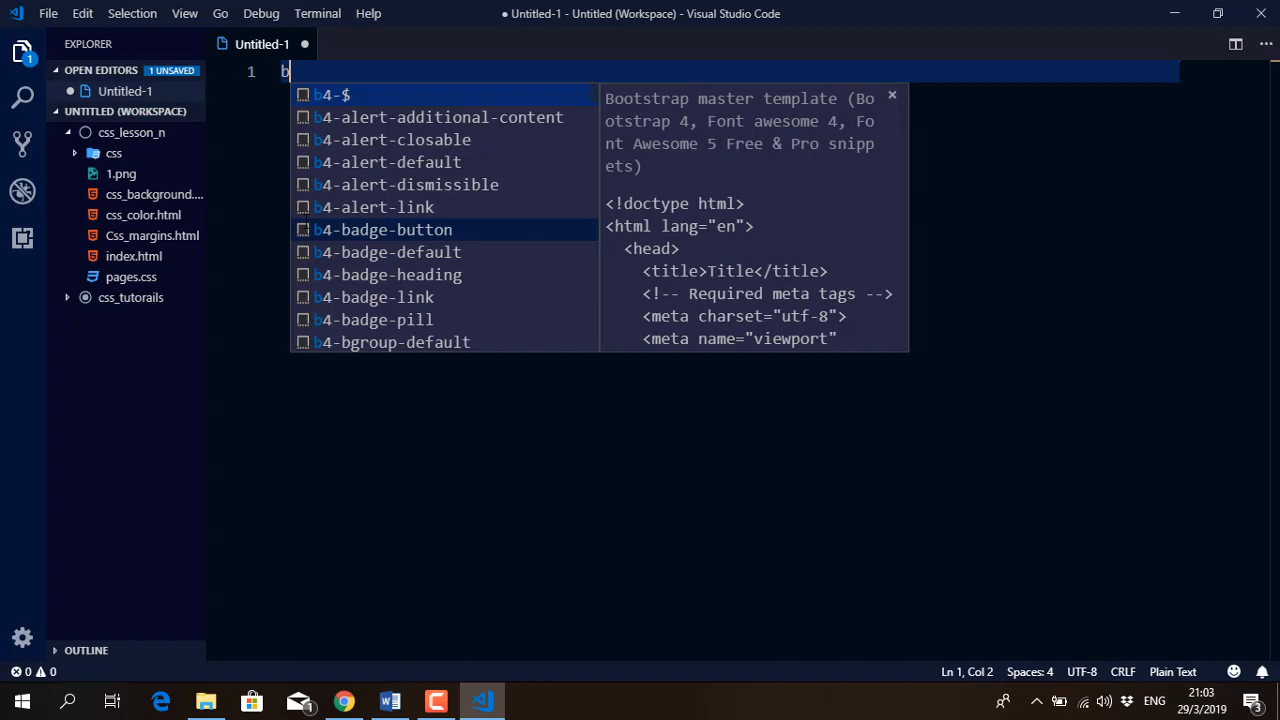 File Edit Selection View Go Debug Terminal Help
● Untitled-1 - Untitled (Workspace) - Visual Studio Code
EXPLORER
Untitled-1 ●
1
OPEN EDITORS 1 UNSAVED
● Untitled-1
UNTITLED (WORKSPACE)
css_lesson_n
css
1.png
css_background....
css_color.html
Css_margins.html
index.html
pages.css
css_tutorails
OUTLINE
1 b
b4-$
b4-alert-additional-content
b4-alert-closable
b4-alert-default
b4-alert-dismissible
b4-alert-link
b4-badge-button
b4-badge-default
b4-badge-heading
b4-badge-link
b4-badge-pill
b4-bgroup-default
Bootstrap master template (Bo
otstrap 4, Font awesome 4, Fo
nt Awesome 5 Free & Pro snipp
ets)
<!doctype html>
<html lang="en">
<head>
<title>Title</title>
<!-- Required meta tags -->
<meta charset="utf-8">
<meta name="viewport"
0 0
Ln 1, Col 2 Spaces: 4 UTF-8 CRLF Plain Text
1
ENG
21:03
29/3/2019
3